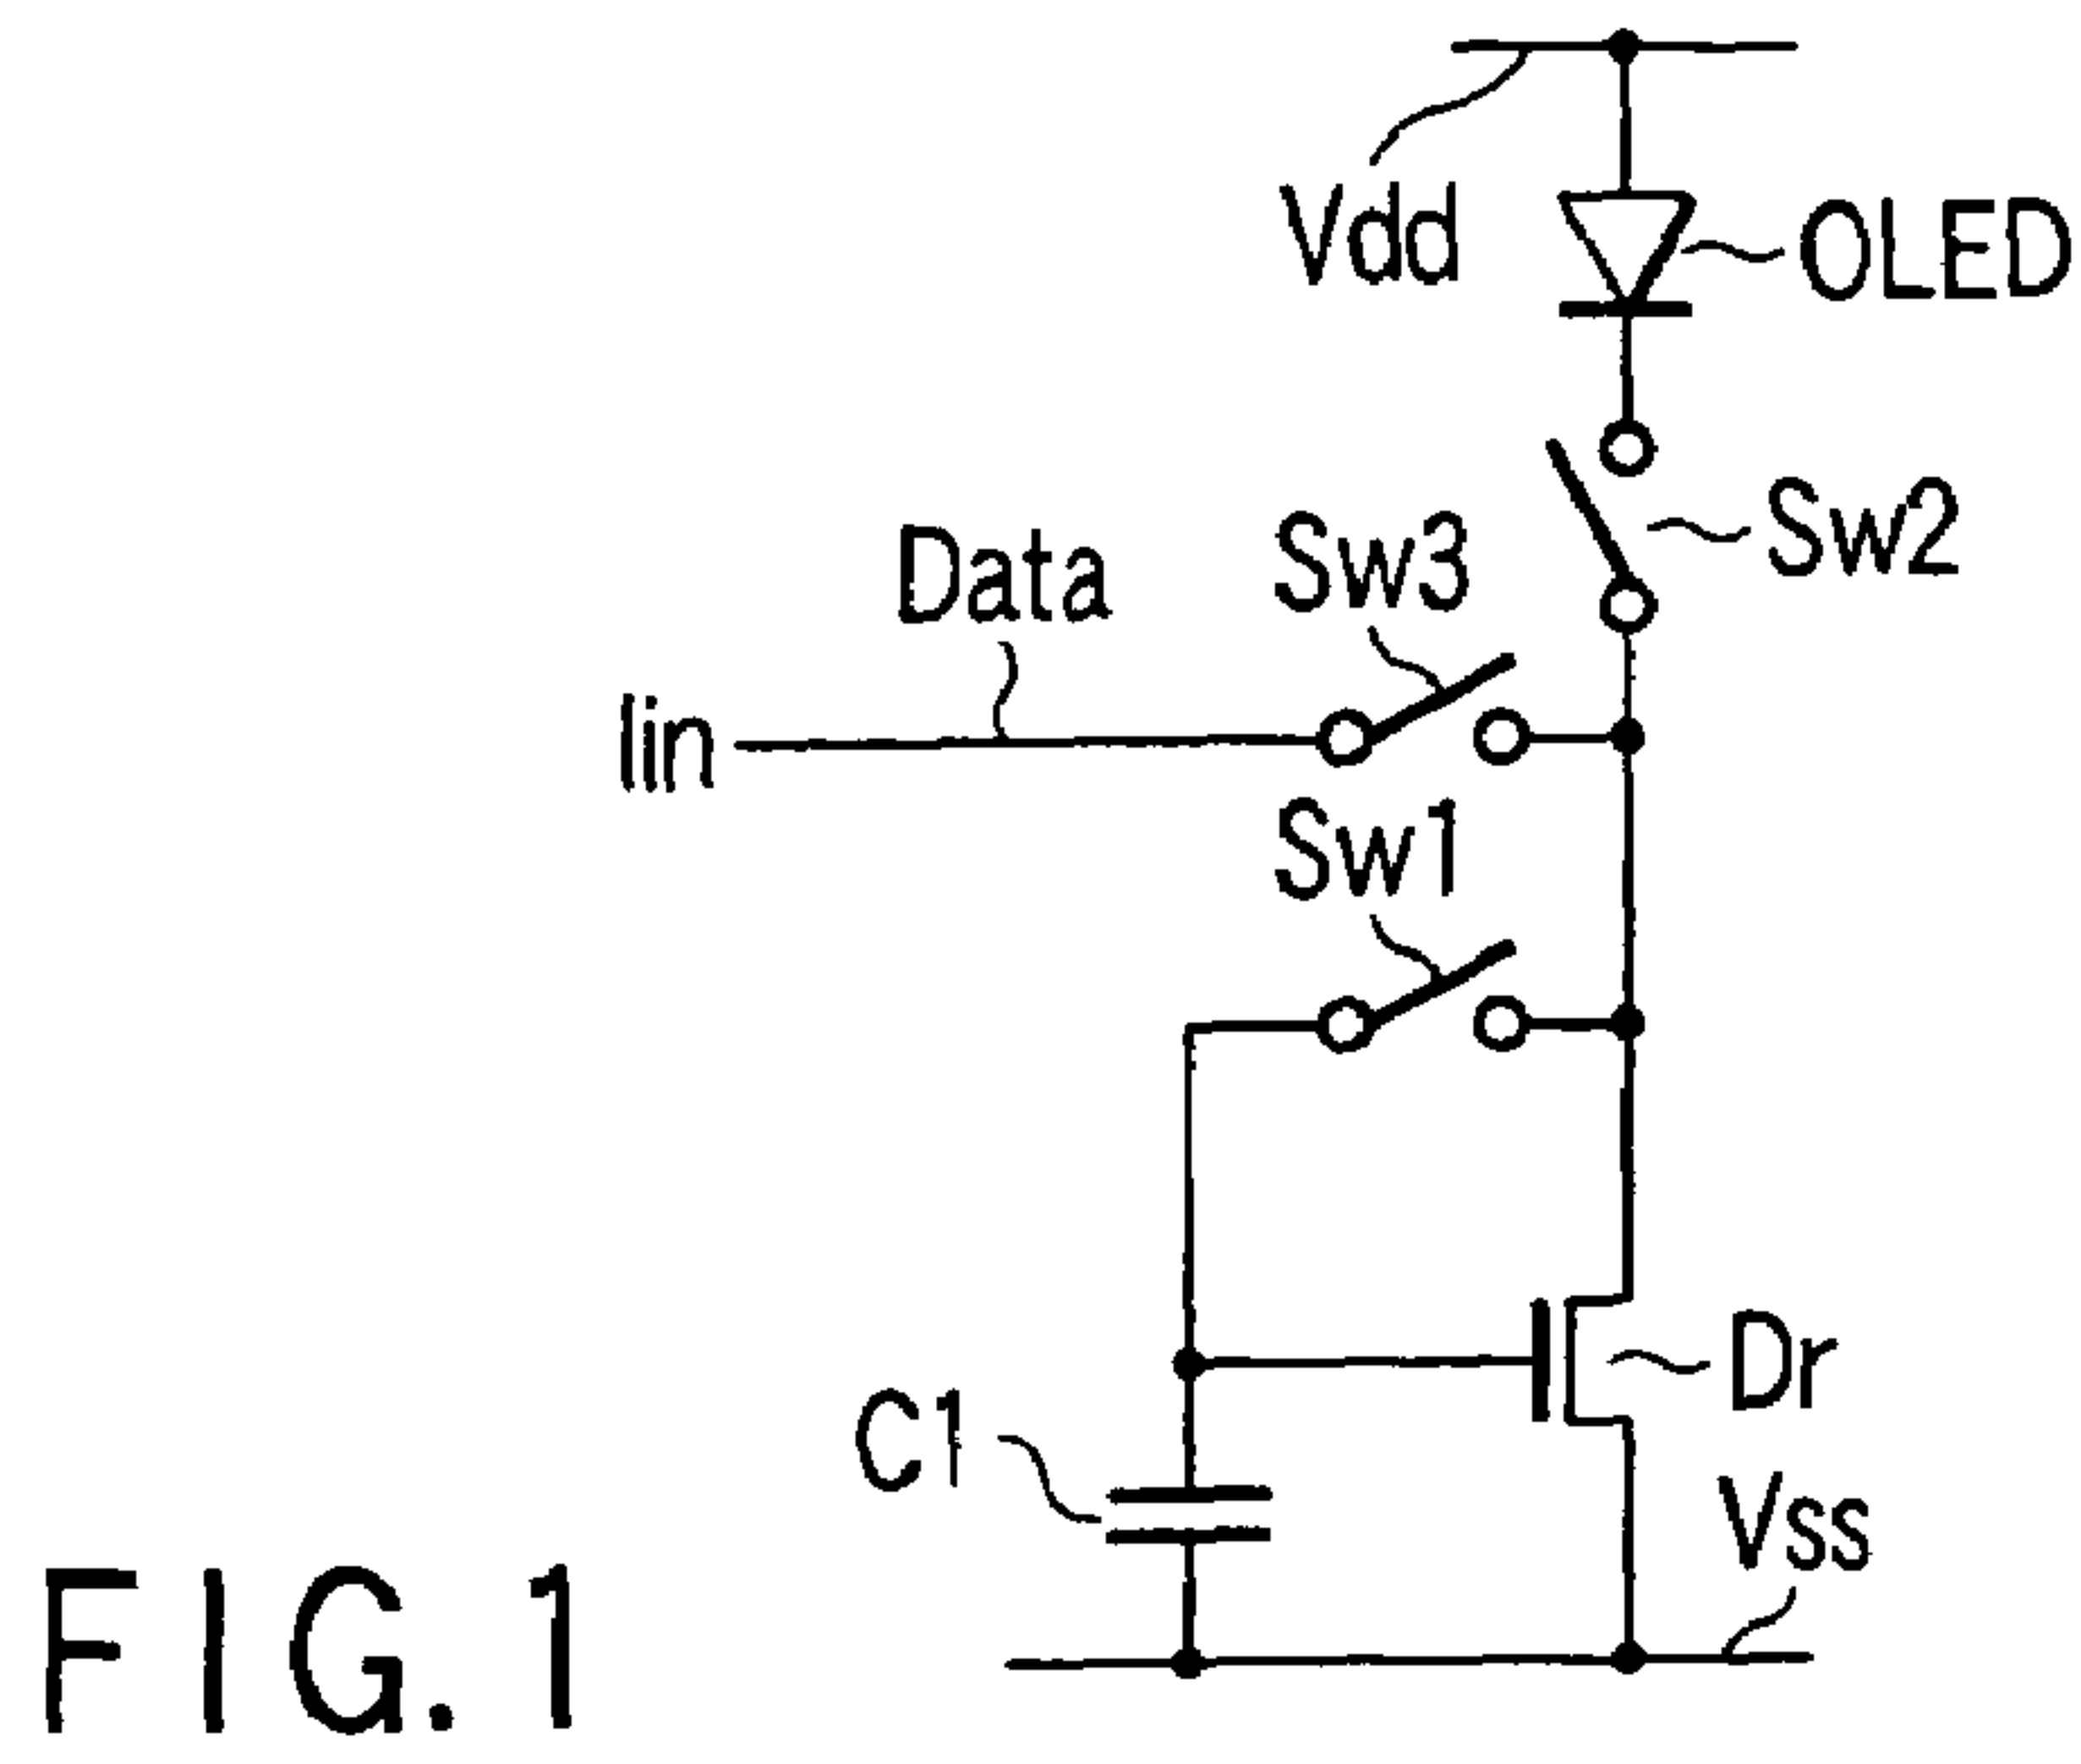 Vdd
OLED
Sw2
Data
Sw3
Iin
Sw1
Dr
C1
Vss
FIG. 1